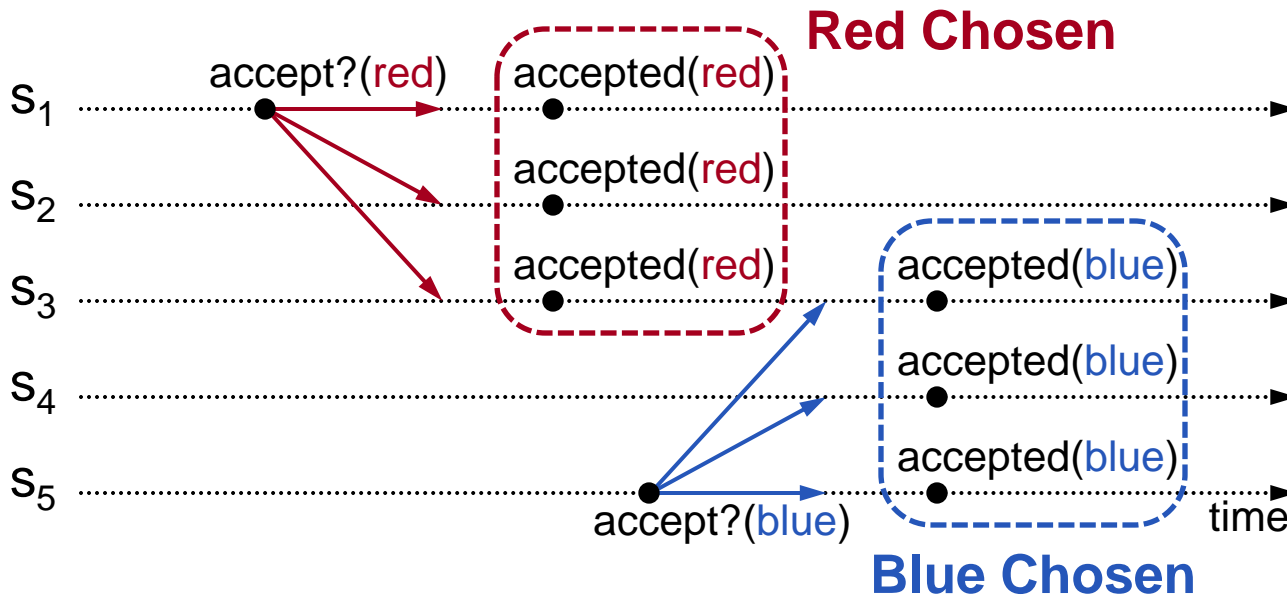 Red Chosen
accept?(red) accepted(red)
S1
accepted(red)
S2
accepted(red) accepted(blue)
S3
accepted(blue)
S4
accepted(blue)
S5
accept?(blue) time
Blue Chosen